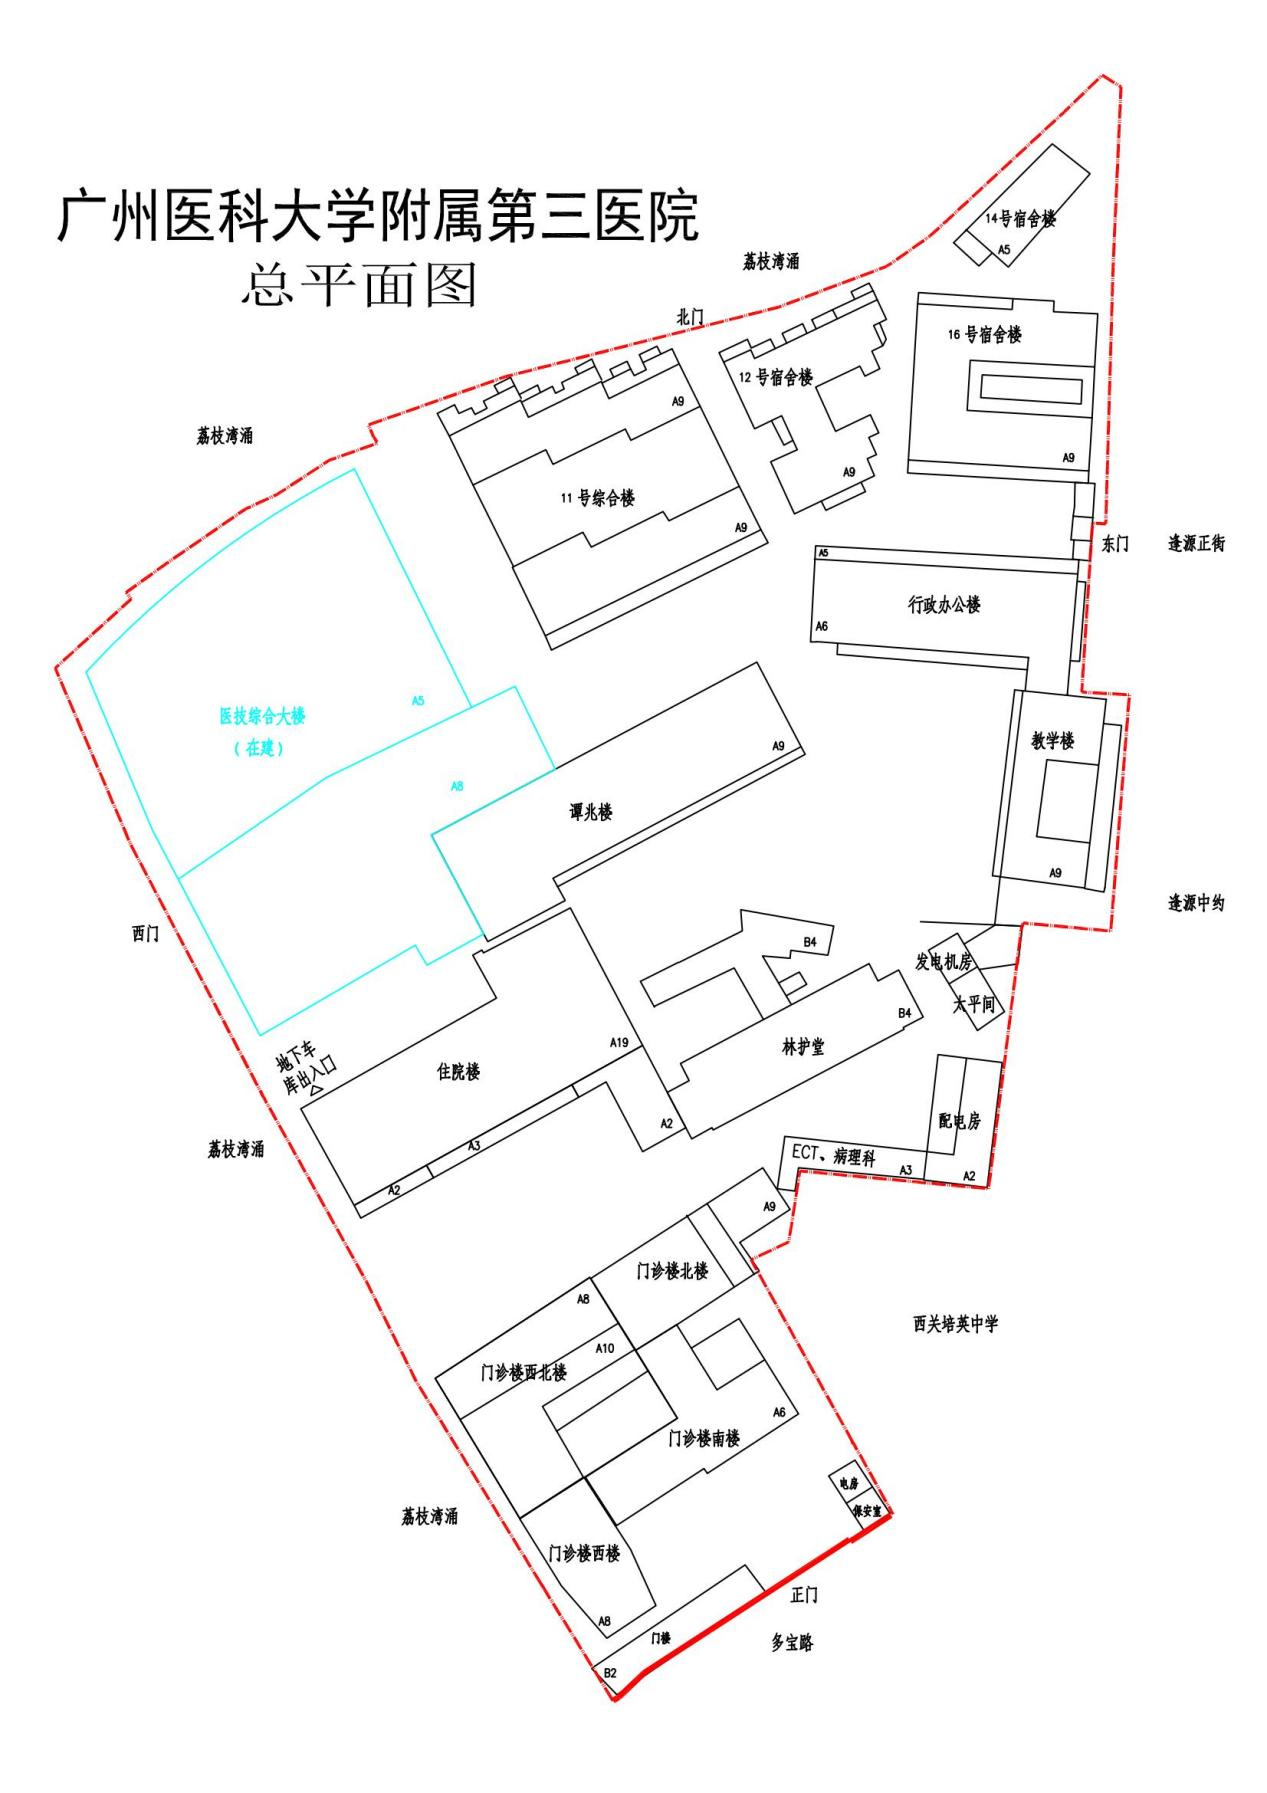 广州医科大学附属第三医院
总平面图
14号宿舍楼
A5
荔枝湾涌
北门
16 号宿舍楼
12 号宿舍楼
A9
荔枝湾涌
A9
A9
11 号综合楼
A9
东门
逢源正街
A5
行政办公楼
A6
A5
医技综合大楼
（在建）
教学楼
A9
A8
谭兆楼
A9
逢源中约
西门
B4
发电机房
太平间
B4
林护堂
A19
地下车
库出入口
住院楼
配电房
A2
荔枝湾涌
A3
ECT、病理科
A3
A2
A2
A9
门诊楼北楼
A8
西关培英中学
A10
门诊楼西北楼
A6
门诊楼南楼
电房
保安室
荔枝湾涌
门诊楼西楼
正门
A8
门楼
多宝路
B2